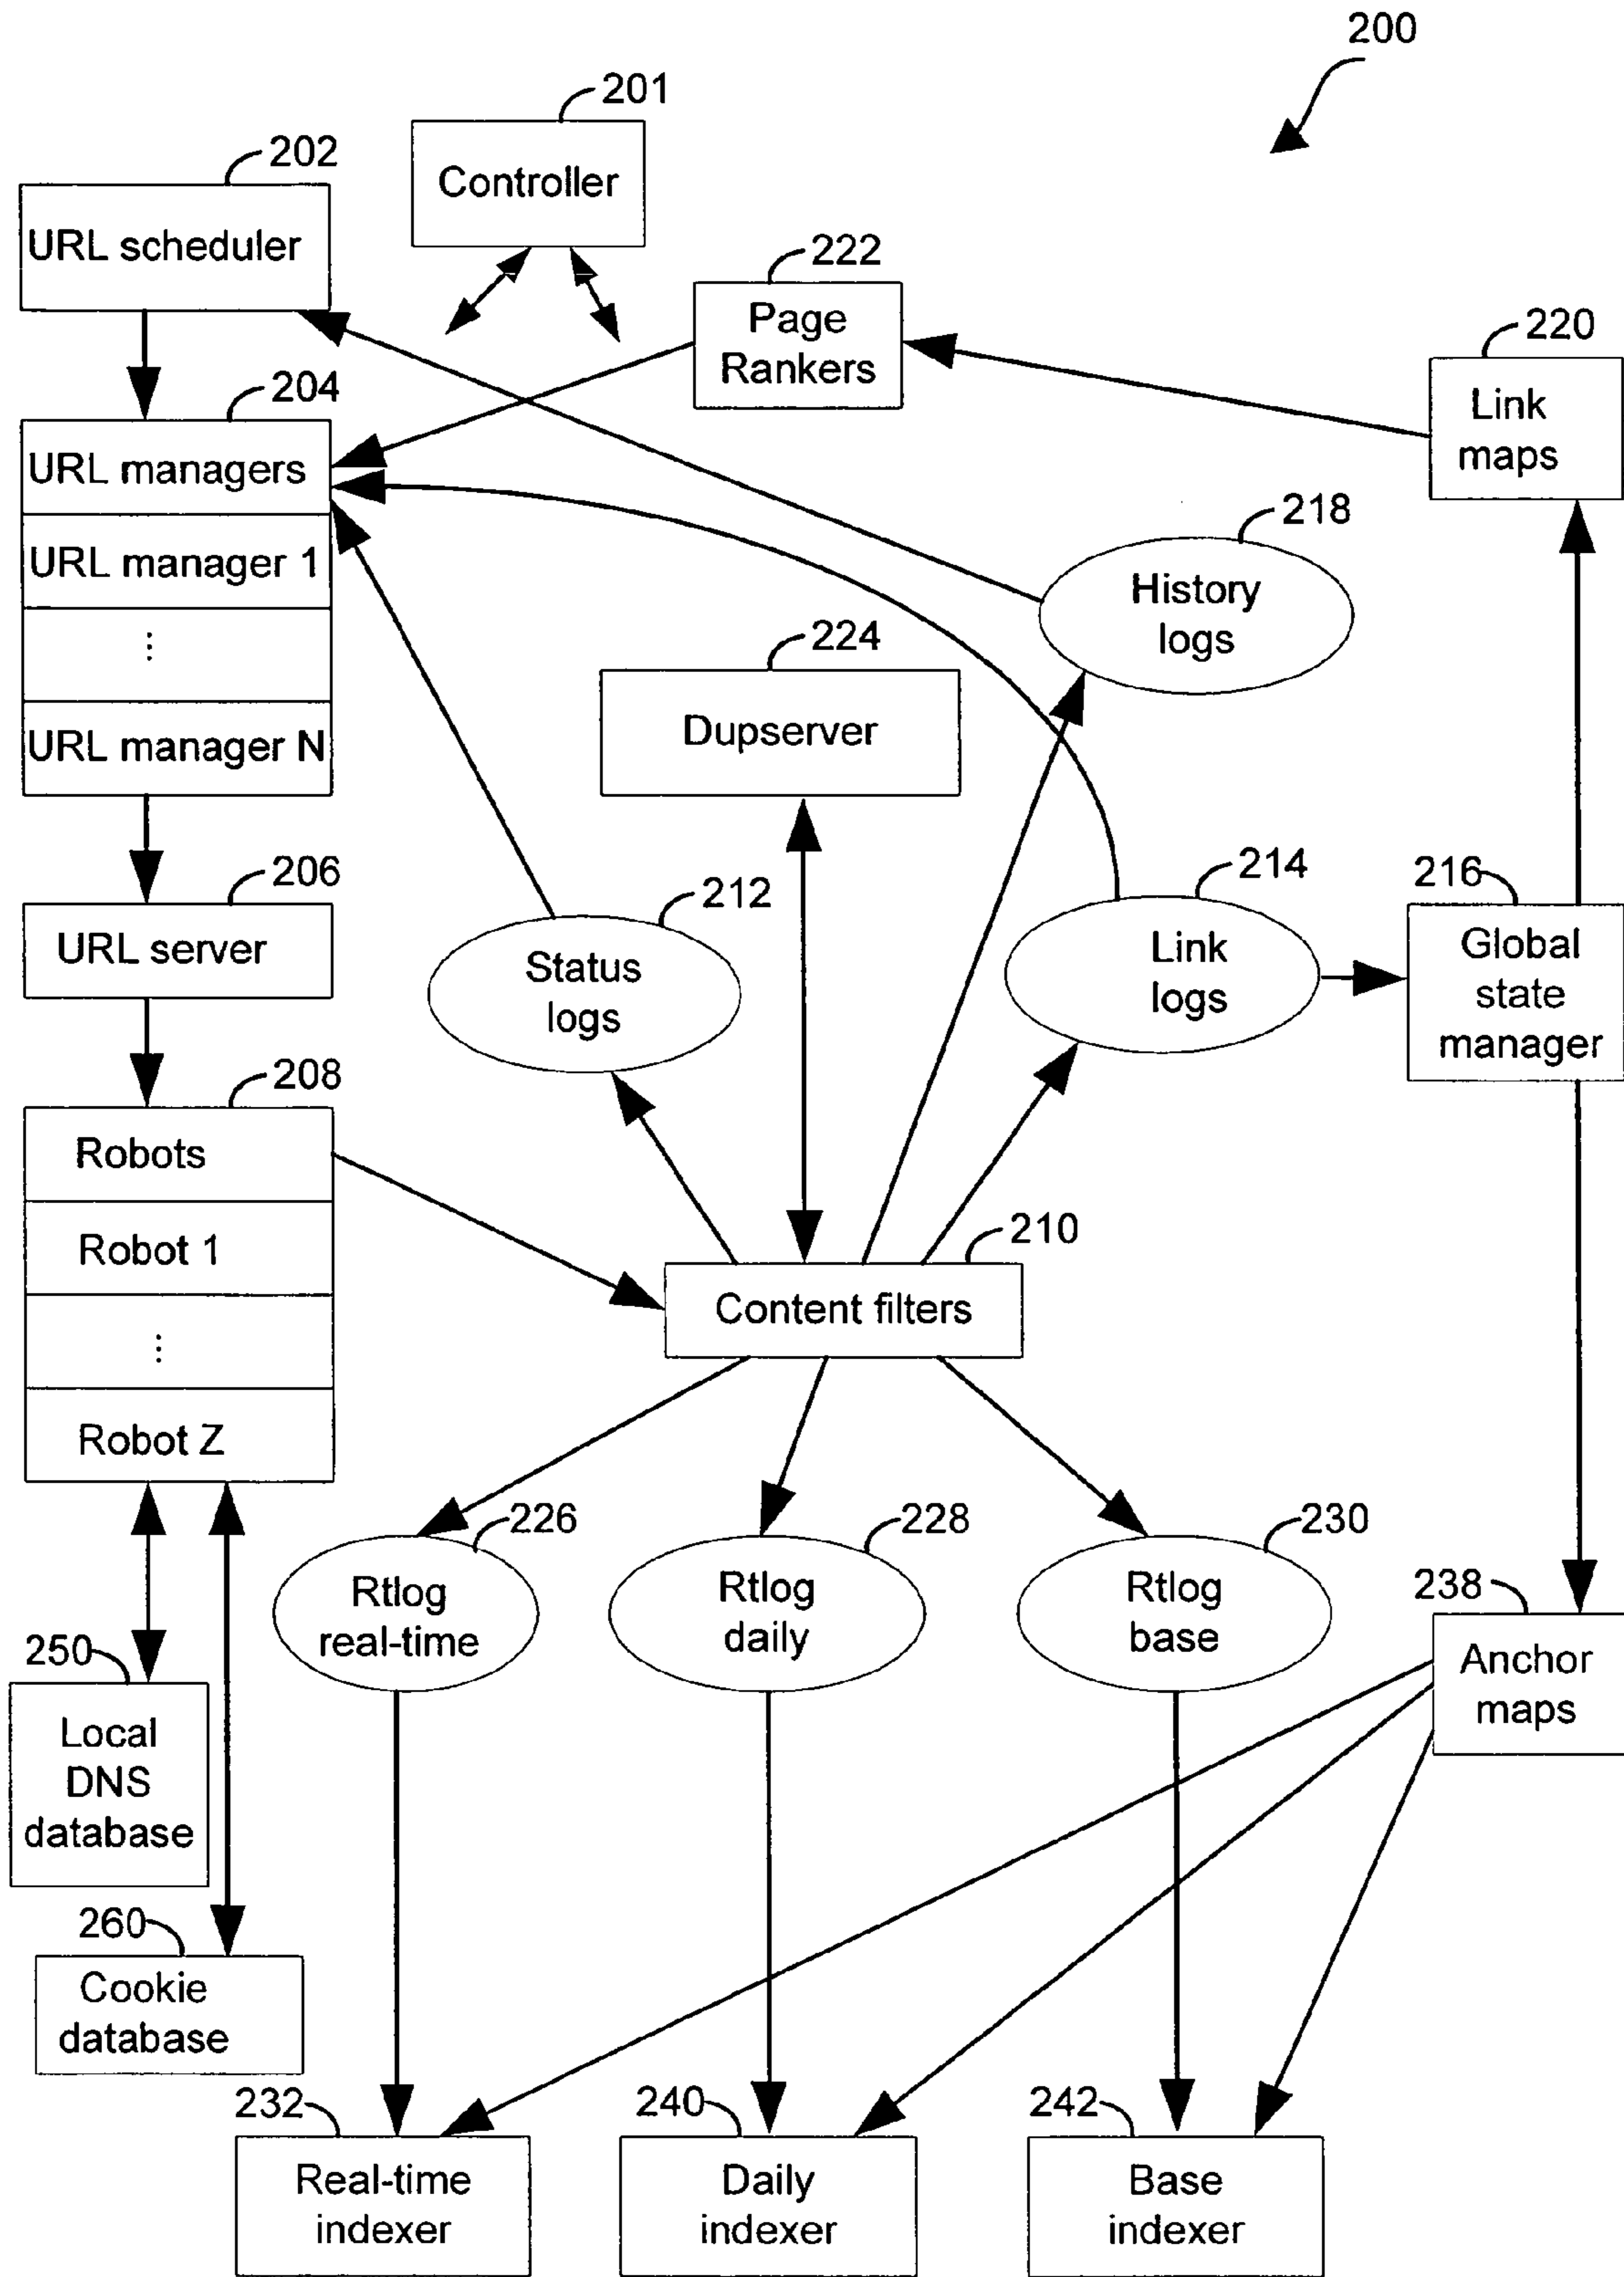 200
201
Controller
202
URL scheduler
222
Page
Rankers
220
Link
maps
204
URL managers
URL manager 1
⋮
URL manager N
218
History
logs
224
Dupserver
206
URL server
212
Status
logs
214
Link
logs
216
Global
state
manager
208
Robots
Robot 1
⋮
Robot Z
210
Content filters
226
Rtlog
real-time
228
Rtlog
daily
230
Rtlog
base
238
Anchor
maps
250
Local
DNS
database
260
Cookie
database
232
Real-time
indexer
240
Daily
indexer
242
Base
indexer